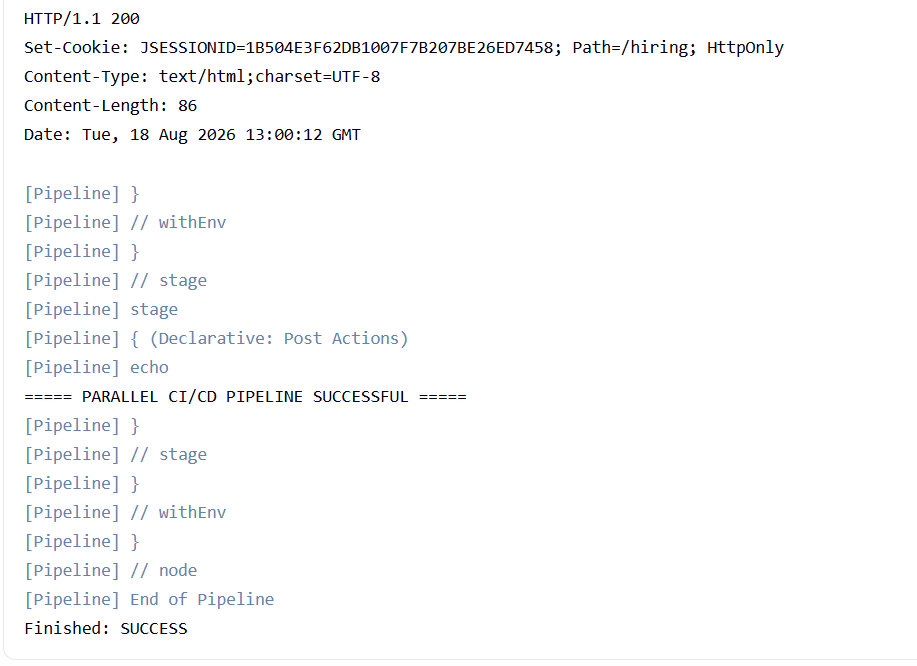 HTTP/1.1 200
Set-Cookie: JSESSIONID=1B504E3F62DB1007F7B207BE26ED7458; Path=/hiring; HttpOnly
Content-Type: text/html;charset=UTF-8
Content-Length: 86
Date: Tue, 18 Aug 2026 13:00:12 GMT
[Pipeline] }
[Pipeline] // withEnv
[Pipeline] }
[Pipeline] // stage
[Pipeline] stage
[Pipeline] { (Declarative: Post Actions)
[Pipeline] echo
===== PARALLEL CI/CD PIPELINE SUCCESSFUL =====
[Pipeline] }
[Pipeline] // stage
[Pipeline] }
[Pipeline] // withEnv
[Pipeline] }
[Pipeline] // node
[Pipeline] End of Pipeline
Finished: SUCCESS